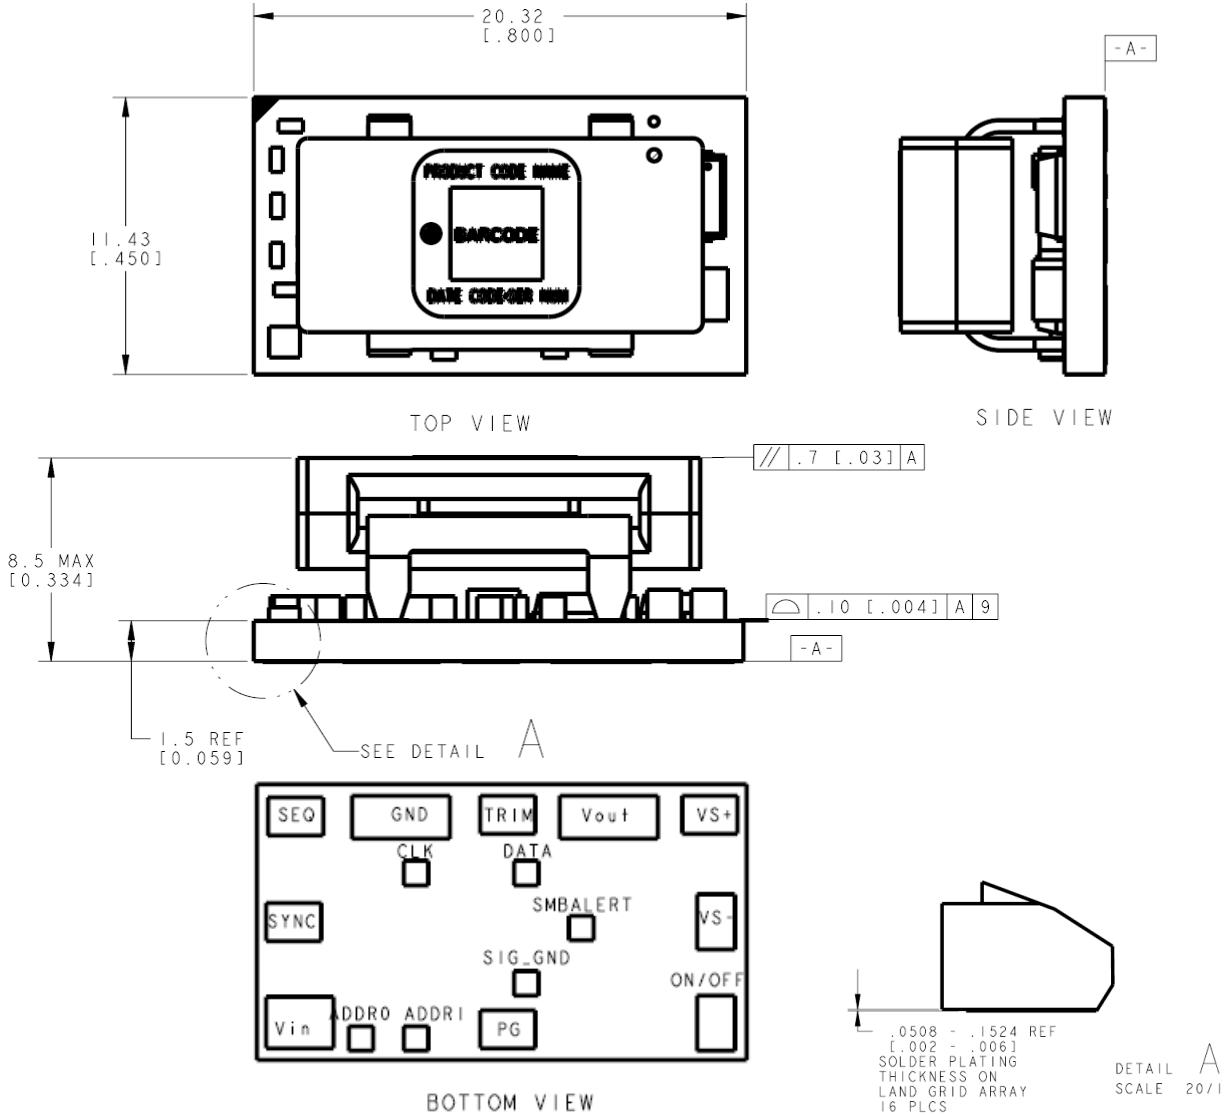 20.32
[.800]
-A-
11.43
[.450]
PRODUCT CODE NAME
BARCODE
DATE CODE+SER NUM
TOP VIEW
SIDE VIEW
// .7 [.03] A
8.5 MAX
[0.334]
⌓ .10 [.004] A 9
-A-
1.5 REF
[0.059]
SEE DETAIL A
SEQ GND TRIM Vout VS+
CLK DATA
SMBALERT
SYNC VS-
SIG_GND
ON/OFF
ADDR0 ADDR1
Vin PG
.0508 - .1524 REF
[.002 - .006]
SOLDER PLATING
THICKNESS ON
LAND GRID ARRAY
16 PLCS
DETAIL A
SCALE 20/1
BOTTOM VIEW